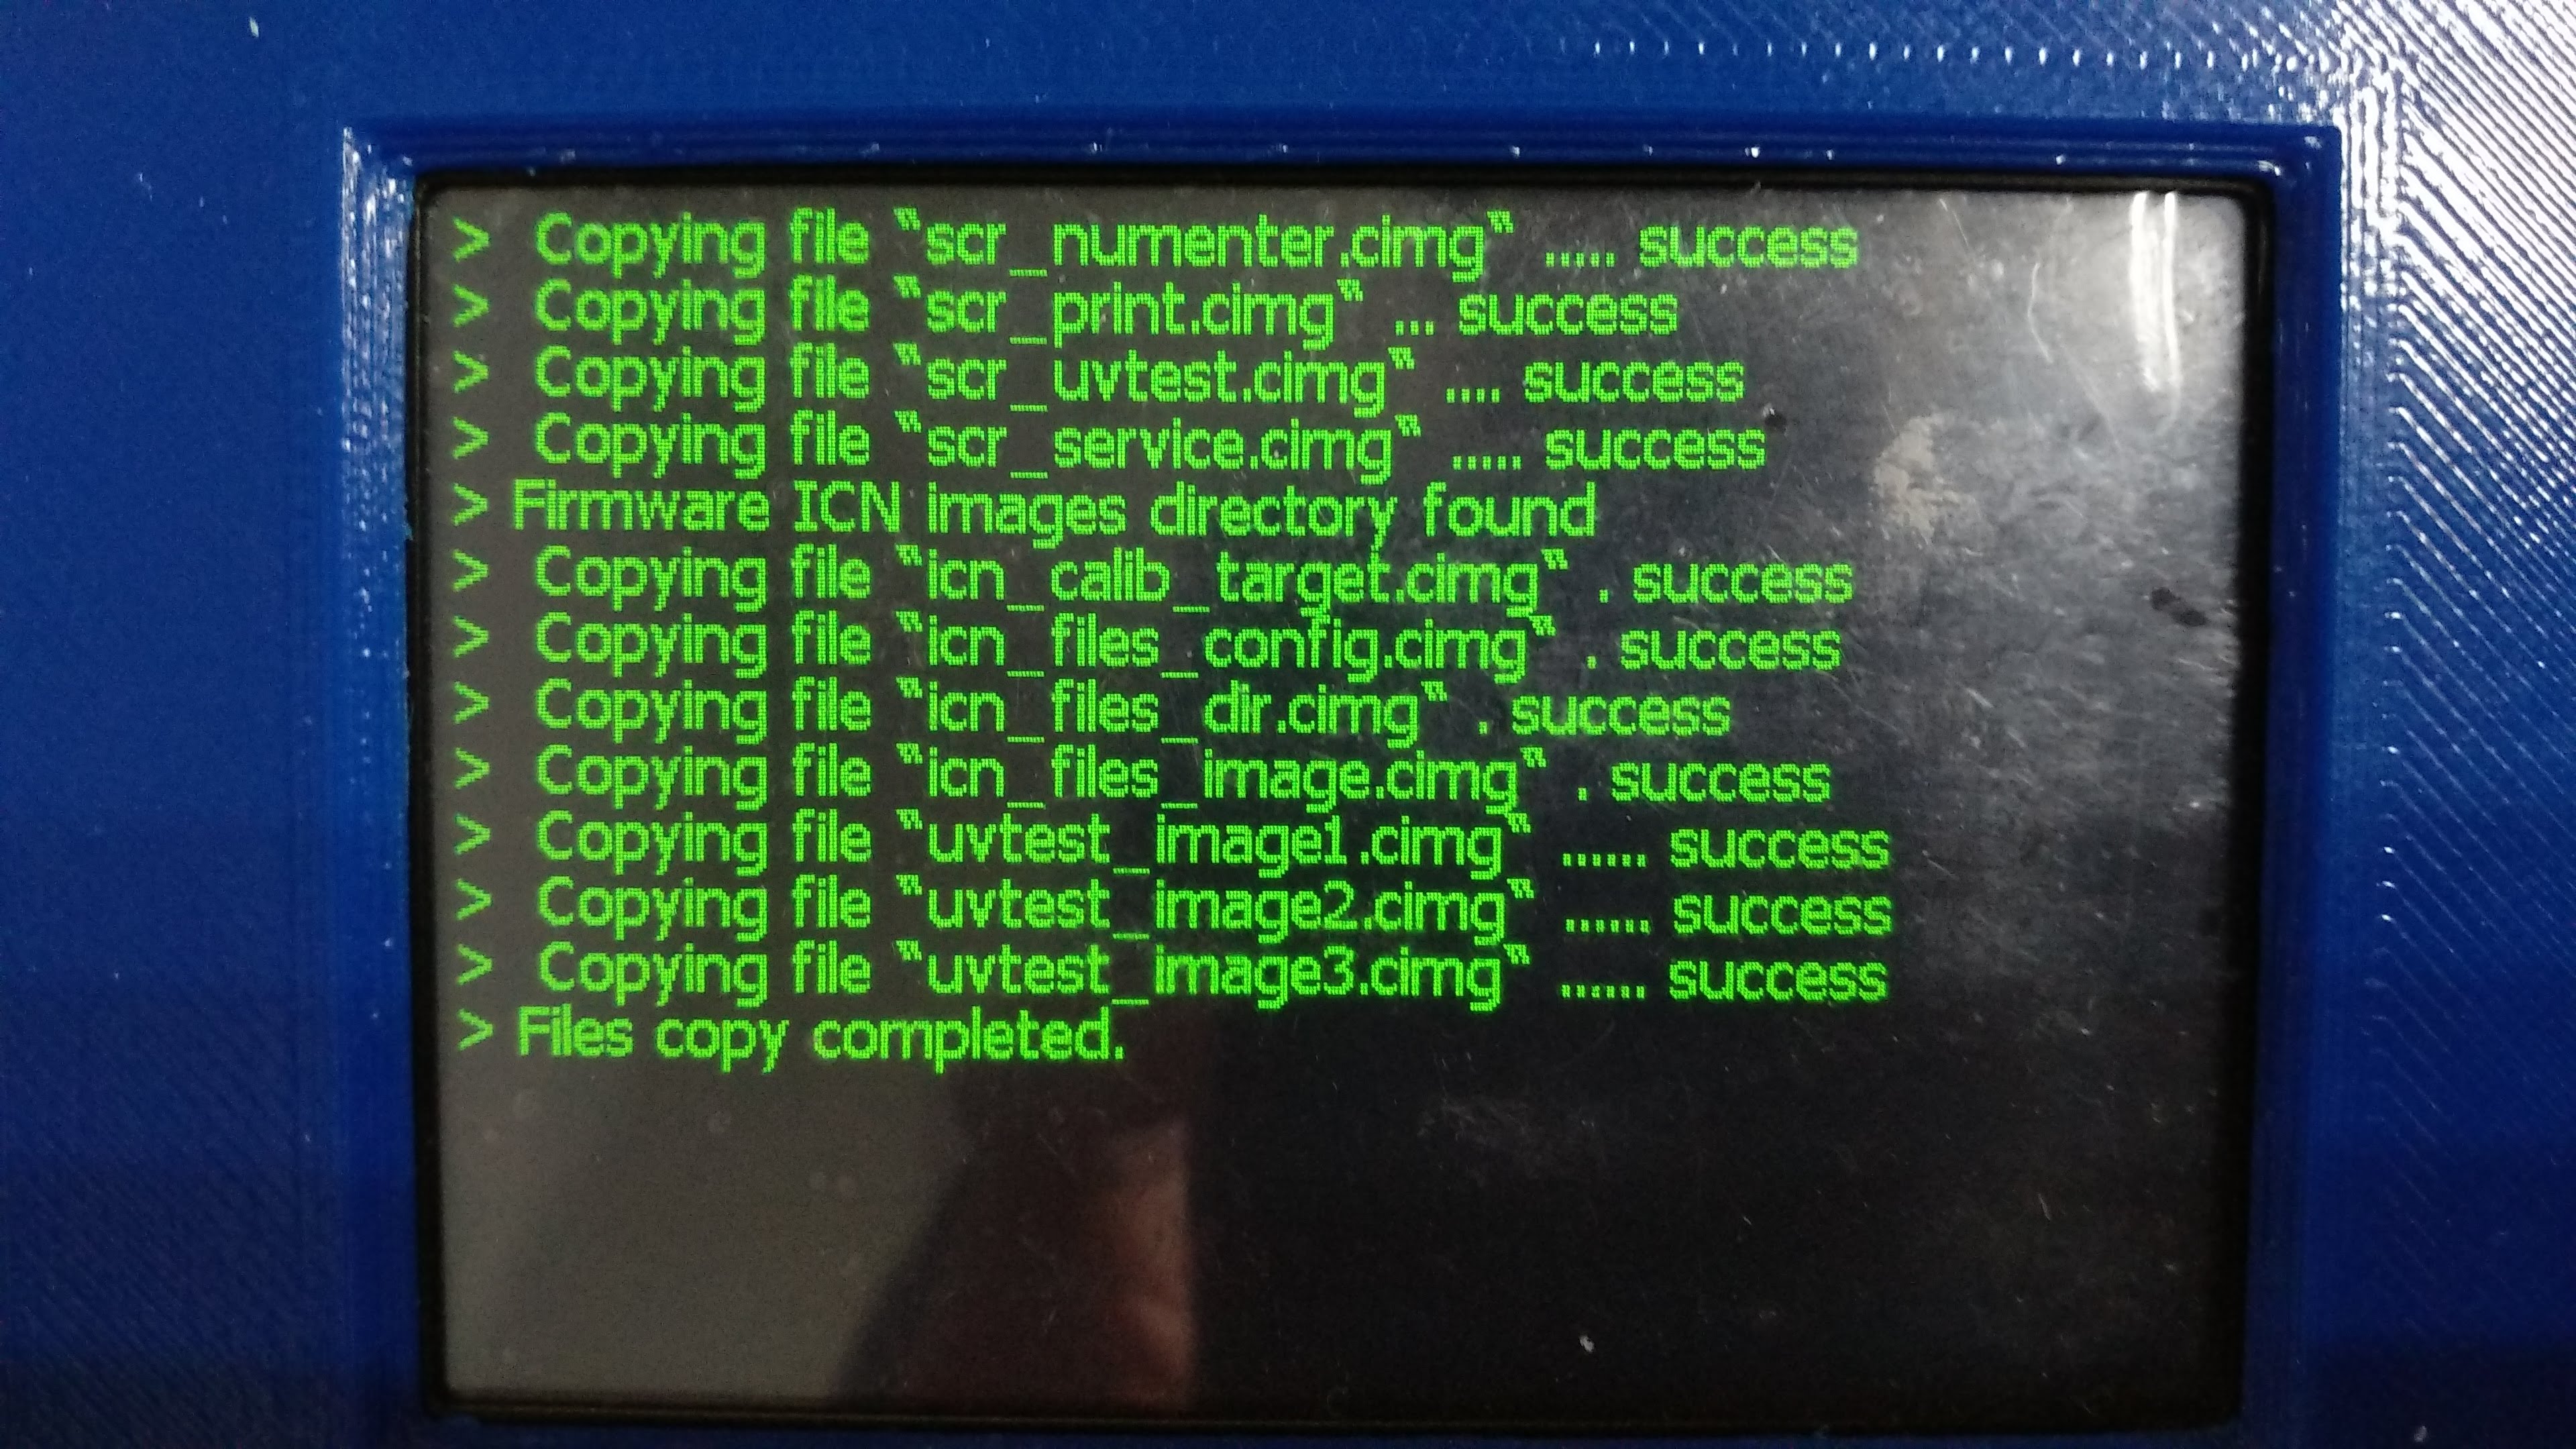 > Copying file "scr_numenter.cimg" ..... success
> Copying file "scr_print.cimg" ... success
> Copying file "scr_uvtest.cimg" .... success
> Copying file "scr_service.cimg" ..... success
> Firmware ICN images directory found
> Copying file "icn_calib_target.cimg" . success
> Copying file "icn_files_config.cimg" . success
> Copying file "icn_files_dir.cimg" . success
> Copying file "icn_files_image.cimg" . success
> Copying file "uvtest_image1.cimg" ...... success
> Copying file "uvtest_image2.cimg" ...... success
> Copying file "uvtest_image3.cimg" ...... success
> Files copy completed.